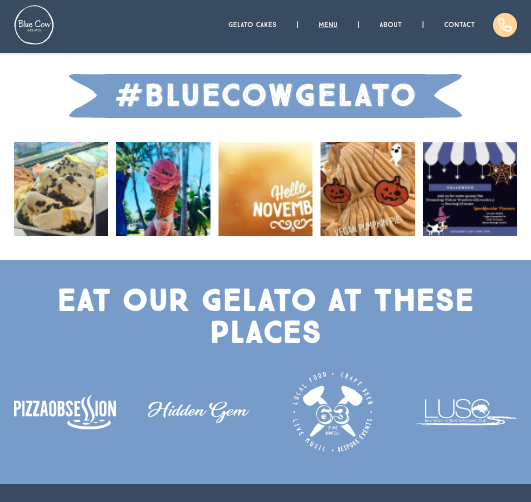 Blue Cow
GELATO
GELATO CAKES | MENU | ABOUT | CONTACT
#BLUECOWGELATO
Hello
NOVEMB
VEGAN PUMPKIN PIE
HALLOWEEN
EAT OUR GELATO AT THESE
PLACES
PIZZAOBSESSION
Hidden Gem
LOCAL FOOD • CRAFT BEER
63
LIVE MUSIC • BESPOKE EVENTS
LUSC